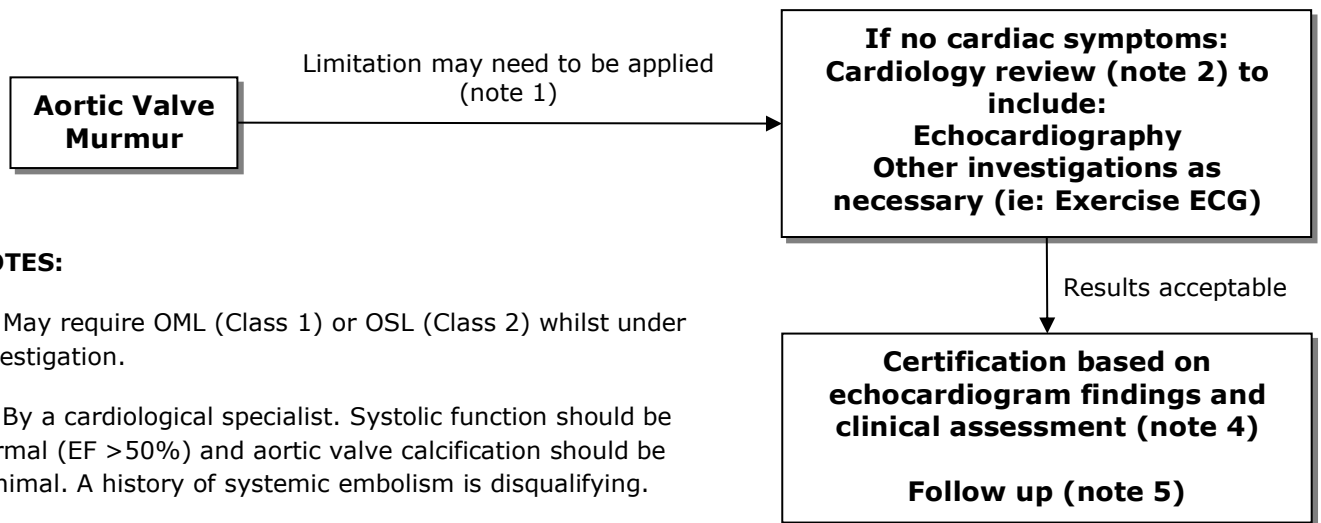 Aortic Valve
Murmur
Limitation may need to be applied
(note 1)
If no cardiac symptoms:
Cardiology review (note 2) to
include:
Echocardiography
Other investigations as
necessary (ie: Exercise ECG)
Results acceptable
Certification based on
echocardiogram findings and
clinical assessment (note 4)
Follow up (note 5)
OTES:
May require OML (Class 1) or OSL (Class 2) whilst under
estigation.
By a cardiological specialist. Systolic function should be
rmal (EF >50%) and aortic valve calcification should be
nimal. A history of systemic embolism is disqualifying.